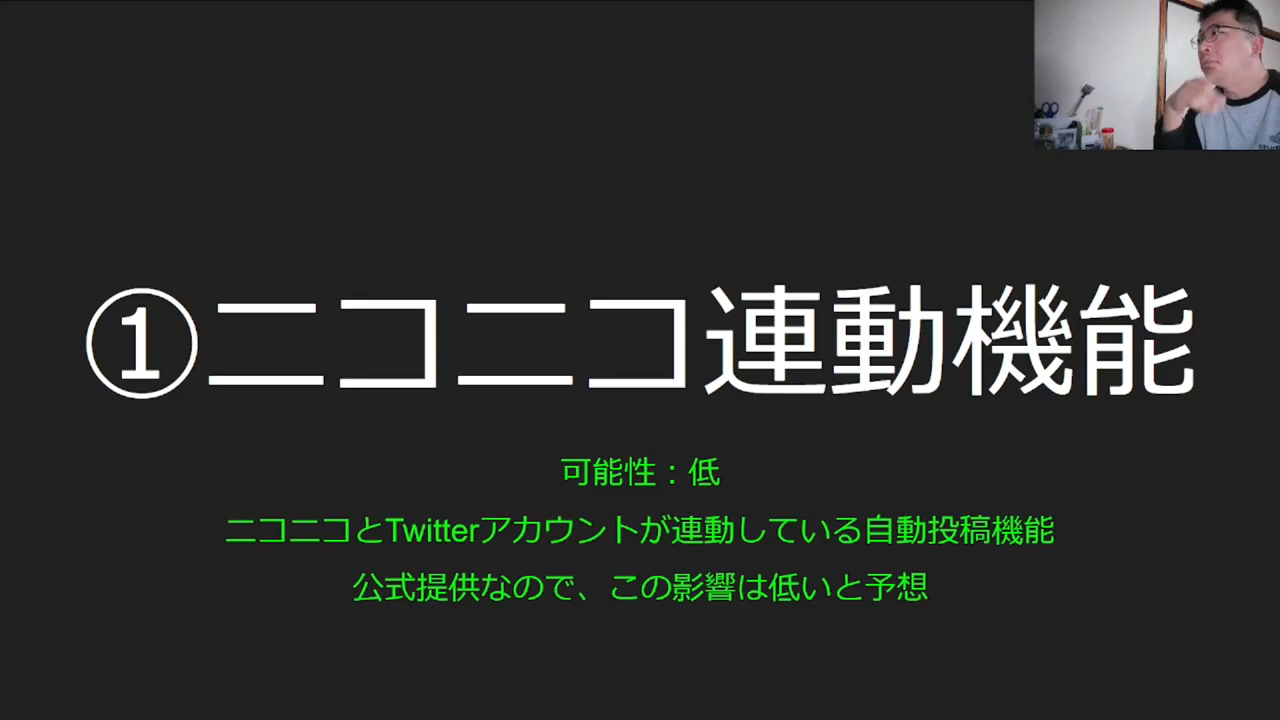 ①ニコニコ連動機能
可能性：低
ニコニコとTwitterアカウントが連動している自動投稿機能
公式提供なので、この影響は低いと予想